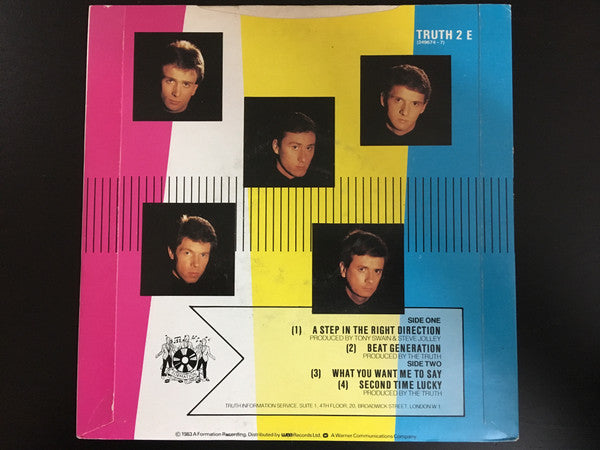 TRUTH 2 E
(249674-7)
SIDE ONE
(1) A STEP IN THE RIGHT DIRECTION
PRODUCED BY TONY SWAIN & STEVE JOLLEY
(2) BEAT GENERATION
PRODUCED BY THE TRUTH
SIDE TWO
(3) WHAT YOU WANT ME TO SAY
(4) SECOND TIME LUCKY
PRODUCED BY THE TRUTH
TRUTH INFORMATION SERVICE, SUITE 1, 4TH FLOOR, 20, BROADWICK STREET, LONDON W 1.
FORMATION
© 1983 A Formation Recording. Distributed by wea Records Ltd. A Warner Communications Company.